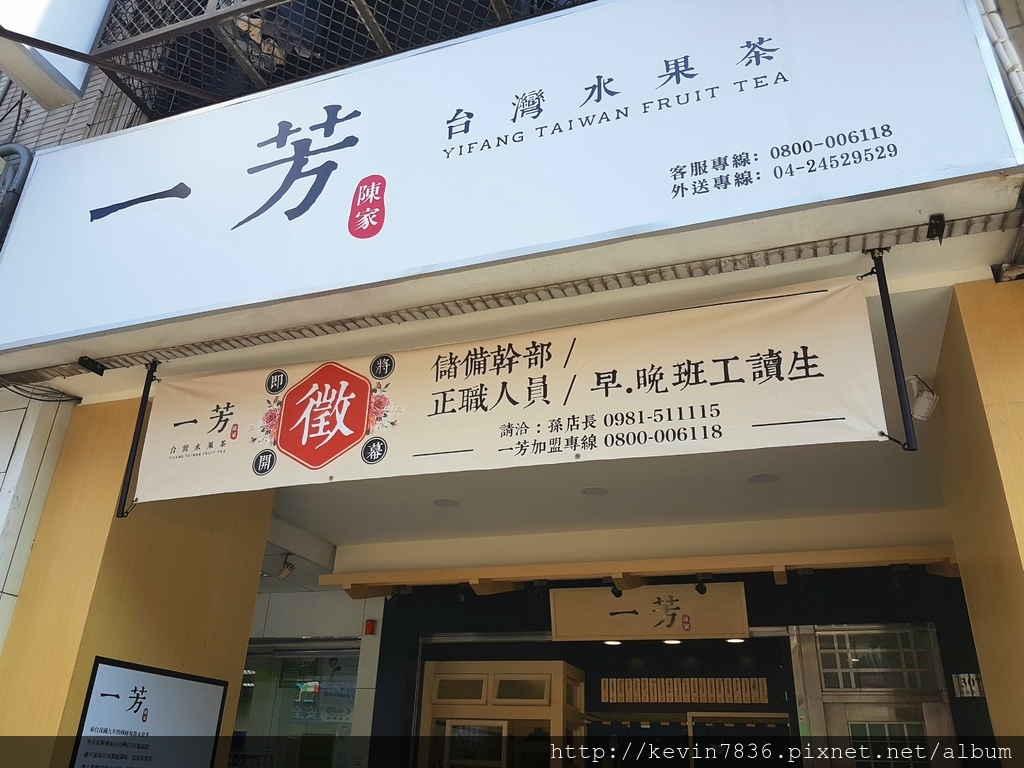 一芳
陳家
台灣水果茶
YIFANG TAIWAN FRUIT TEA
客服專線: 0800-006118
外送專線: 04-24529529
一芳
台灣水果茶
YIFANG TAIWAN FRUIT TEA
即將開幕
徵
儲備幹部/
正職人員/早.晚班工讀生
請洽：孫店長 0981-511115
一芳加盟專線 0800-006118
一芳
一芳
http://kevin7836.pixnet.net/album